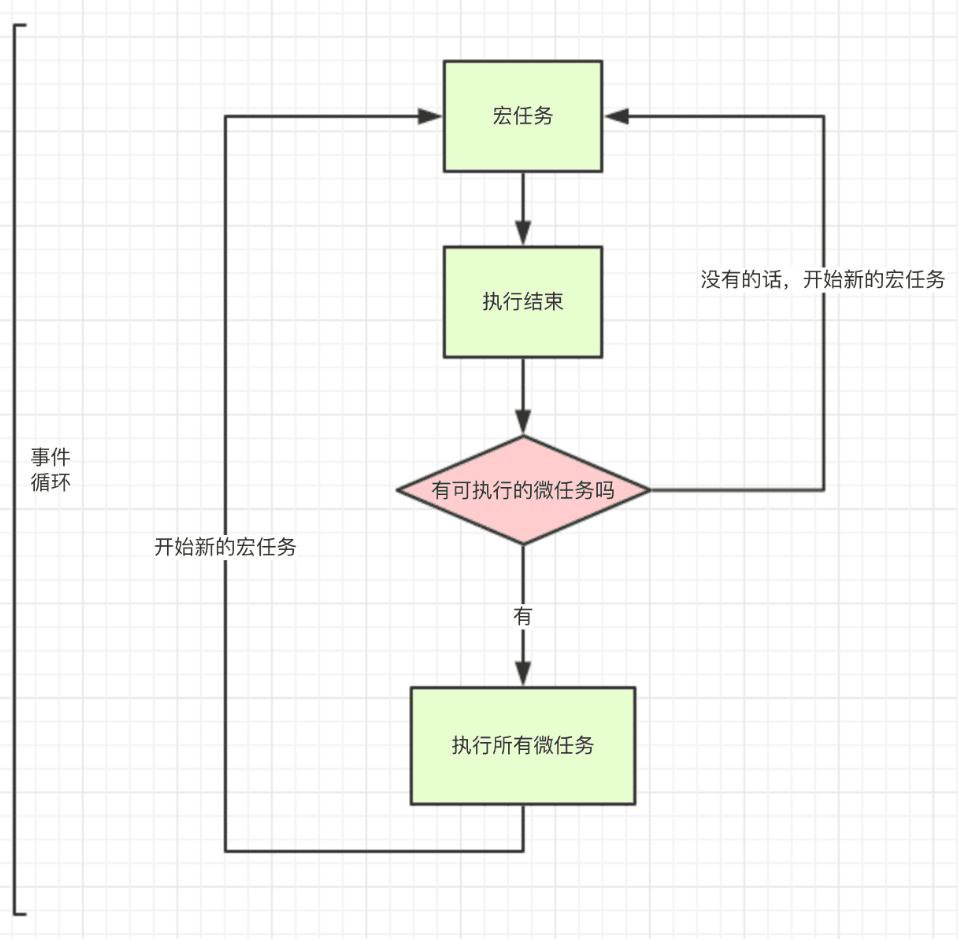 宏任务
执行结束
没有的话，开始新的宏任务
事件
循环
有可执行的微任务吗
开始新的宏任务
有
执行所有微任务